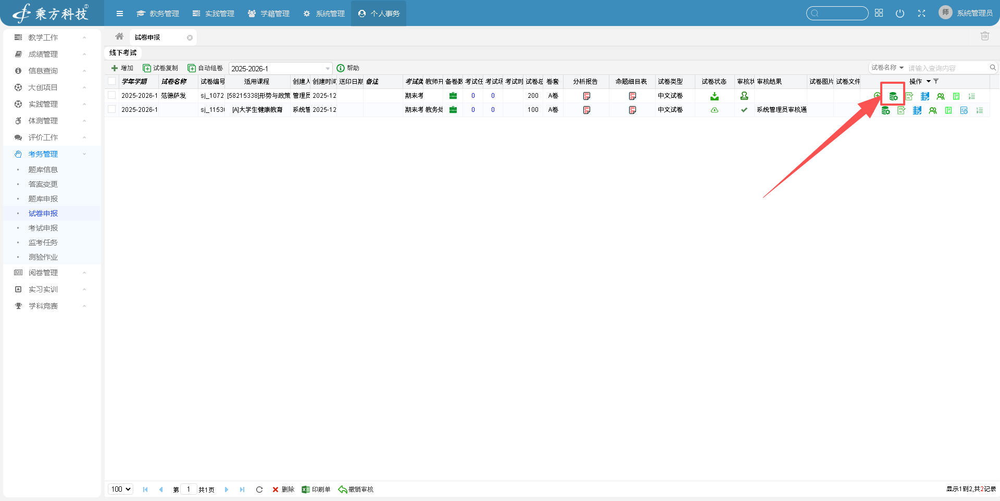 乘方科技
教务管理
实践管理
学籍管理
系统管理
个人事务
师
系统管理员
教学工作
成绩管理
信息查询
大创项目
实践管理
体测管理
评价工作
考务管理
题库信息
答案变更
题库申报
试卷申报
考试申报
监考任务
测验作业
阅卷管理
实习实训
学科竞赛
试卷申报
线下考试
增加 试卷复制 自动组卷 2025-2026-1 帮助 试卷名称 请输入查询内容
学年学期 试卷名称 试卷编号 适用课程 创建人 创建时间 送印日期 备注 考试类 教师开 备卷数 考试任 考试场 考试时 试卷总 卷套 分析报告 命题细目表 试卷类型 试卷状态 审核状 审核结果 试卷图片 试卷文件 操作
2025-2026-1 范德萨发 sj_1072 [58215338]形势与政策 管理员 2025-12 期末考 0 0 200 A卷 中文试卷
2025-2026-1 sj_1153 [A]大学生健康教育 系统管 2025-12 期末考 教务处 0 0 100 A卷 中文试卷 系统管理员审核通
100 第 1 共1页 删除 印刷单 撤销审核 显示1到2,共2记录